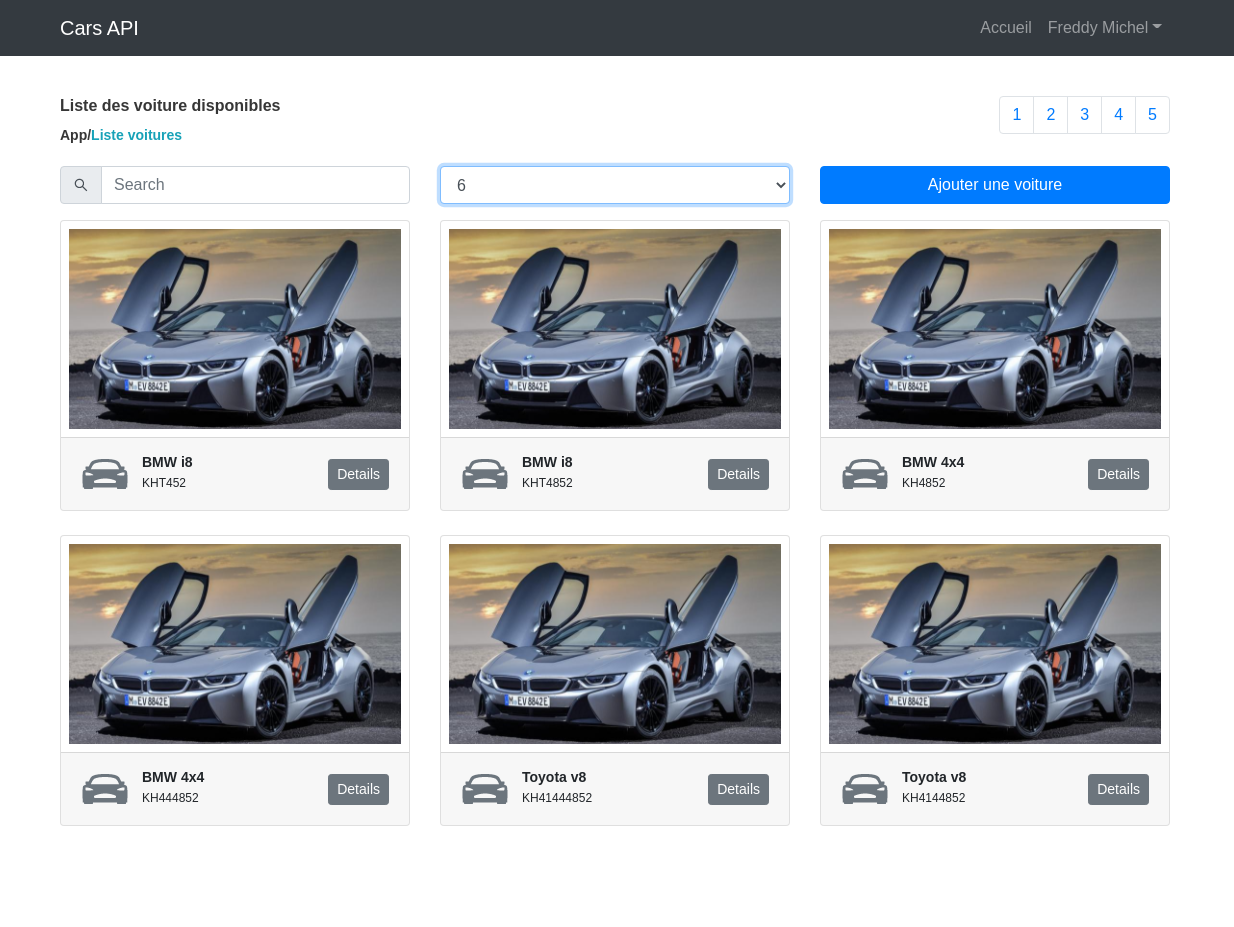 Cars API
Accueil
Freddy Michel
Liste des voiture disponibles
1 2 3 4 5
App/Liste voitures
Search
6
Ajouter une voiture
M EV 8842E
M EV 8842E
M EV 8842E
BMW i8
KHT452
Details
BMW i8
KHT4852
Details
BMW 4x4
KH4852
Details
M EV 8842E
M EV 8842E
M EV 8842E
BMW 4x4
KH444852
Details
Toyota v8
KH41444852
Details
Toyota v8
KH4144852
Details